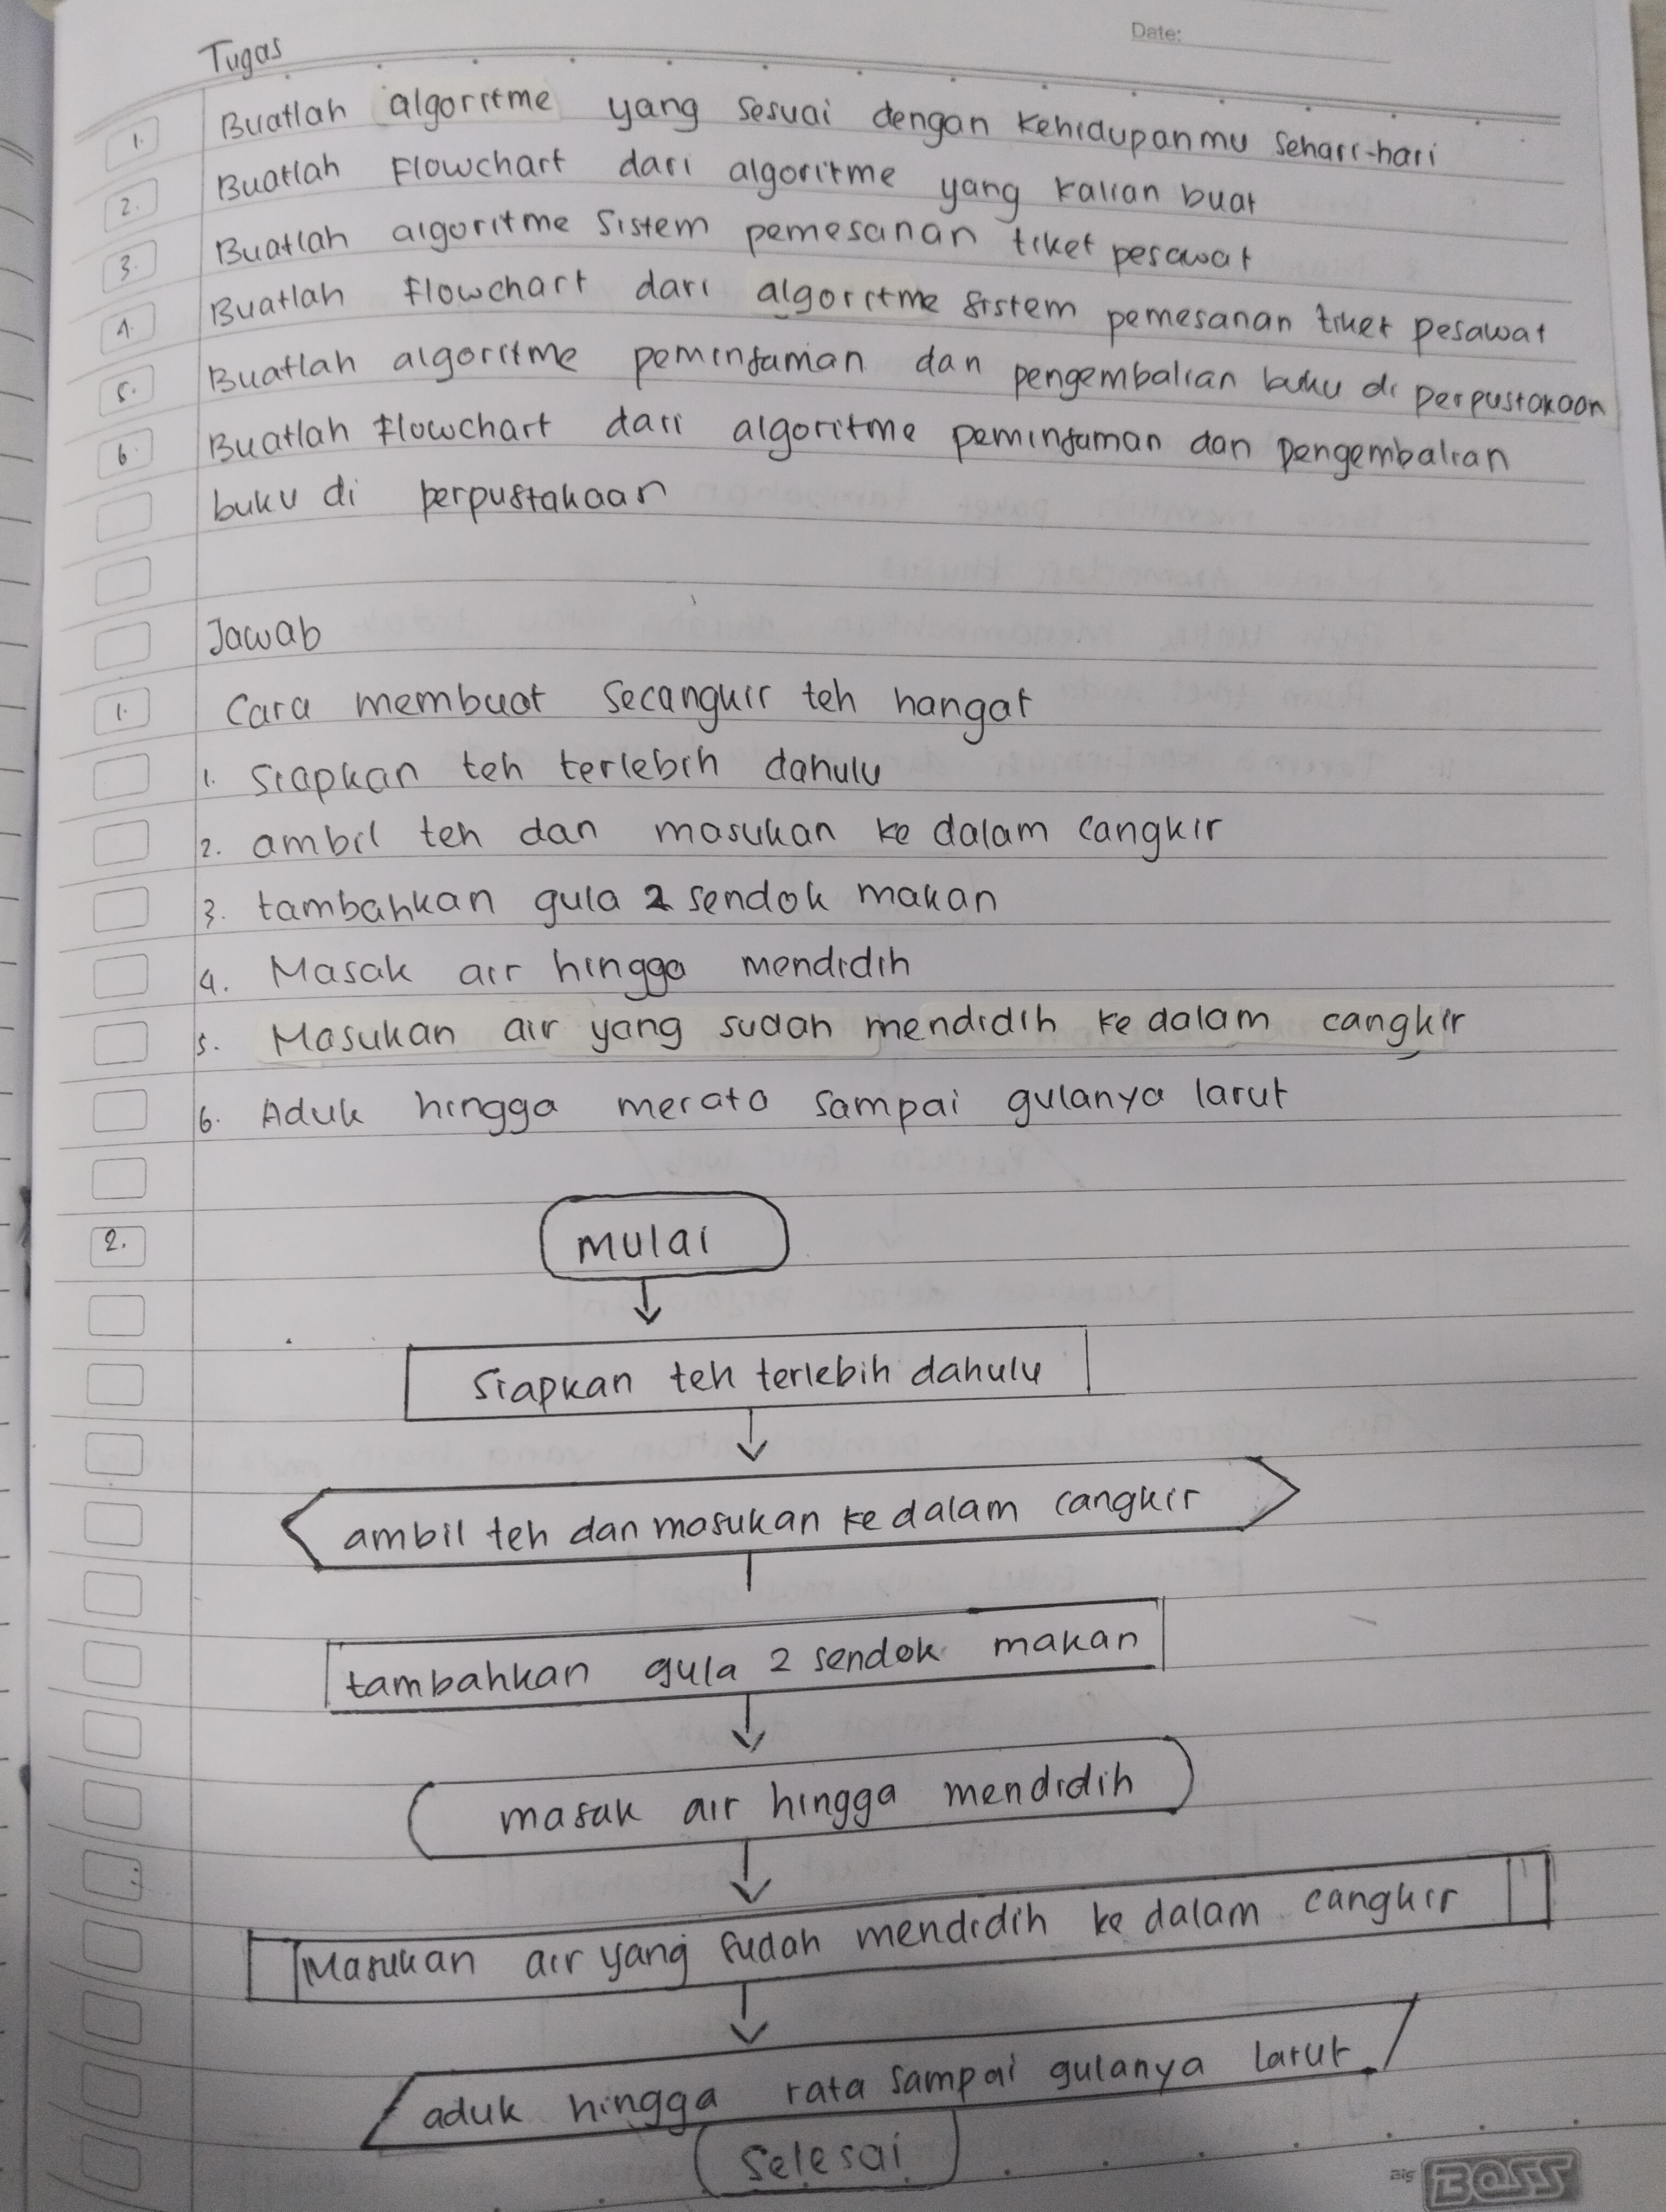 Date:
Tugas
1. Buatlah algoritme yang sesuai dengan kehidupanmu sehari-hari
2. Buatlah Flowchart dari algoritme yang kalian buat
3. Buatlah algoritme sistem pemesanan tiket pesawat
4. Buatlah flowchart dari algoritme sistem pemesanan tiket pesawat
5. Buatlah algoritme peminjaman dan pengembalian buku di perpustakaan
6. Buatlah flowchart dari algoritme peminjaman dan pengembalian
buku di perpustakaan
Jawab
1. Cara membuat secangkir teh hangat
1. Siapkan teh terlebih dahulu
2. ambil teh dan masukan ke dalam cangkir
3. tambahkan gula 2 sendok makan
4. Masak air hingga mendidih
5. Masukan air yang sudah mendidih ke dalam cangkir
6. Aduk hingga merata sampai gulanya larut
2. mulai
Siapkan teh terlebih dahulu
ambil teh dan masukan ke dalam cangkir
tambahkan gula 2 sendok makan
masak air hingga mendidih
Masukan air yang sudah mendidih ke dalam cangkir
aduk hingga rata sampai gulanya larut
Selesai
Big BOSS